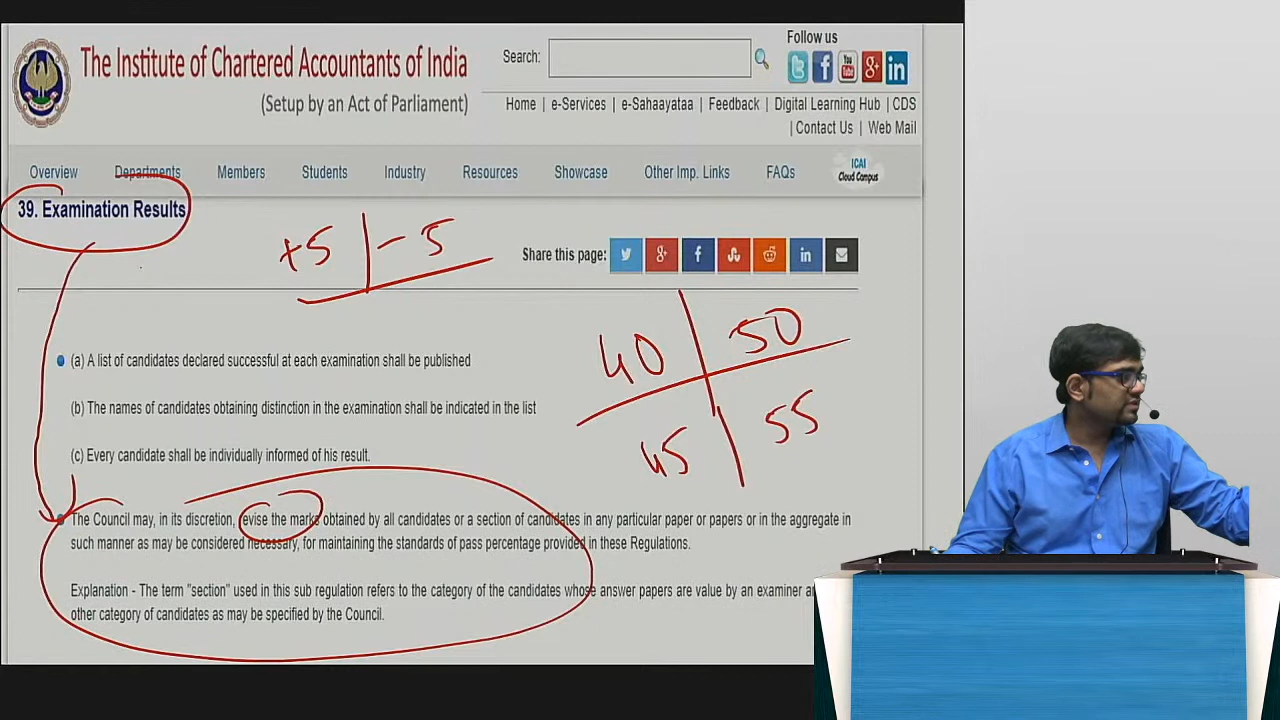 The Institute of Chartered Accountants of India
(Setup by an Act of Parliament)
Search:
Follow us
Home | e-Services | e-Sahaayataa | Feedback | Digital Learning Hub | CDS
| Contact Us | Web Mail
Overview Departments Members Students Industry Resources Showcase Other Imp. Links FAQs
ICAI
Cloud Campus
39. Examination Results
+5 | -5
Share this page:
40 50
45 55
(a) A list of candidates declared successful at each examination shall be published
(b) The names of candidates obtaining distinction in the examination shall be indicated in the list
(c) Every candidate shall be individually informed of his result.
The Council may, in its discretion, revise the marks obtained by all candidates or a section of candidates in any particular paper or papers or in the aggregate in
such manner as may be considered necessary, for maintaining the standards of pass percentage provided in these Regulations.
Explanation - The term "section" used in this sub regulation refers to the category of the candidates whose answer papers are value by an examiner
other category of candidates as may be specified by the Council.